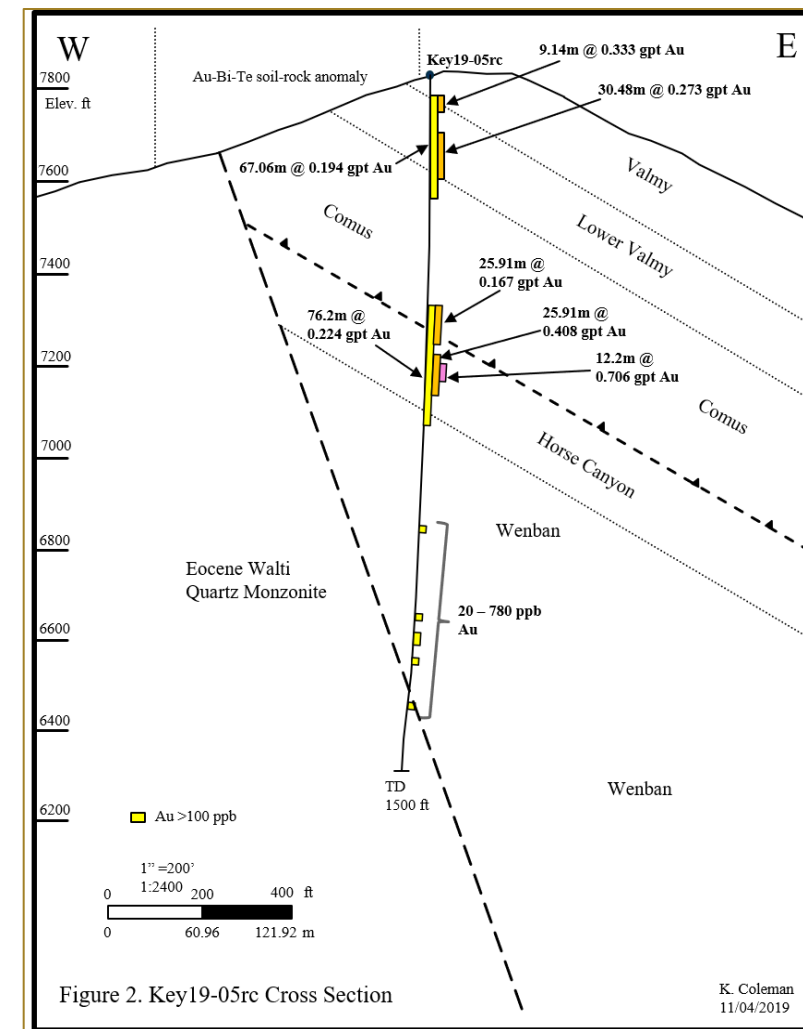 W
E
Key19-05rc
9.14m @ 0.333 gpt Au
Au-Bi-Te soil-rock anomaly
30.48m @ 0.273 gpt Au
7800
Elev. ft
67.06m @ 0.194 gpt Au
Valmy
7600
Comus
Lower Valmy
7400
25.91m @
0.167 gpt Au
76.2m @
0.224 gpt Au
25.91m @
0.408 gpt Au
7200
12.2m @
0.706 gpt Au
Comus
7000
Horse Canyon
Wenban
6800
Eocene Walti
Quartz Monzonite
20 – 780 ppb
Au
6600
6400
TD
1500 ft
Wenban
6200
Au >100 ppb
1” =200’
1:2400
0 200 400 ft
0 60.96 121.92 m
Figure 2. Key19-05rc Cross Section
K. Coleman
11/04/2019